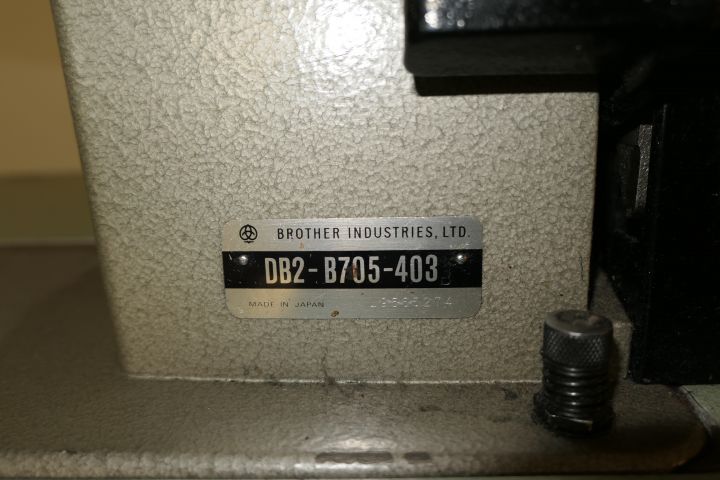 BROTHER INDUSTRIES, LTD.
DB2-B705-403
MADE IN JAPAN